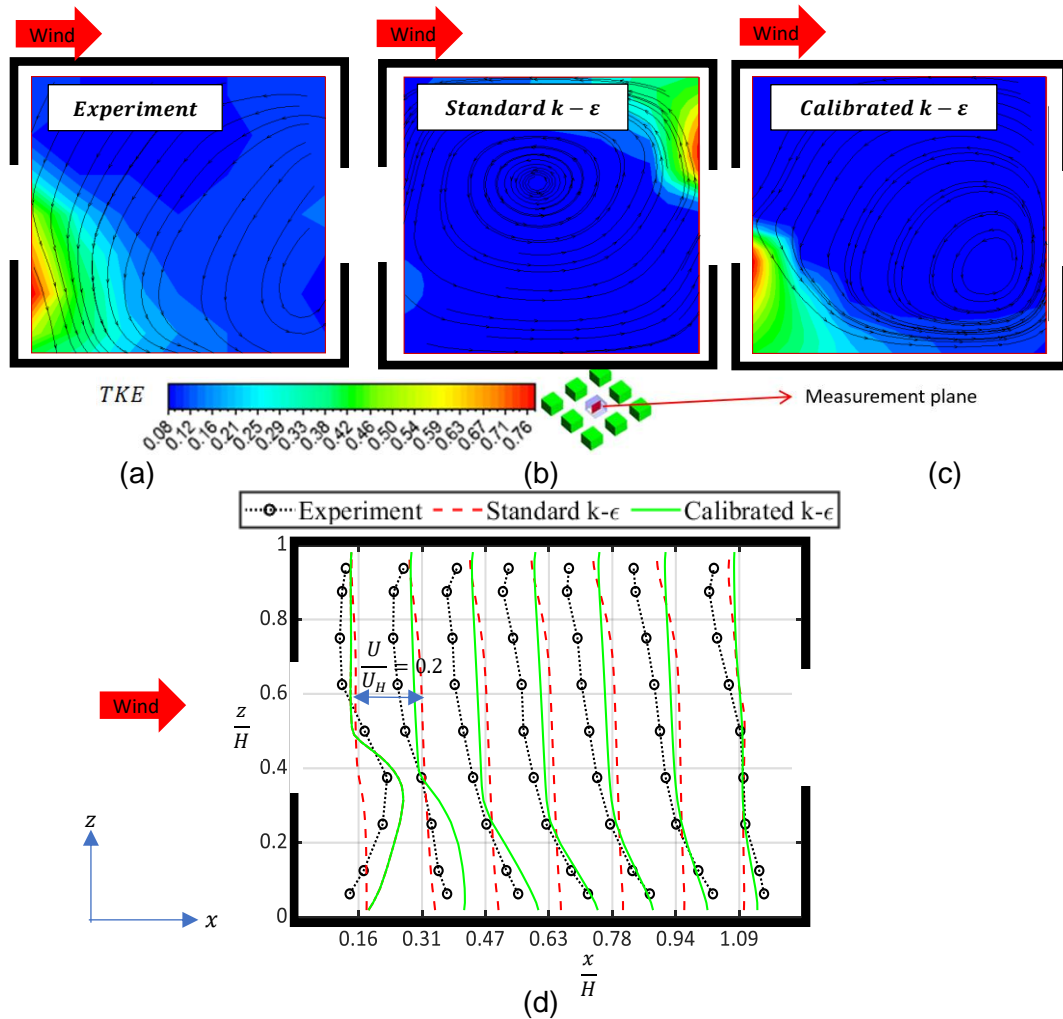 Wind
Wind
Wind
Experiment
Standard k − ε
Calibrated k − ε
TKE
0.08 0.12 0.16 0.21 0.25 0.29 0.33 0.38 0.42 0.46 0.50 0.54 0.59 0.63 0.67 0.71 0.76
Measurement plane
(a)
(b)
(c)
Experiment
Standard k-ϵ
Calibrated k-ϵ
1
0.8
0.6
0.4
0.2
0
z/H
U/U_H = 0.2
Wind
z
x
0.16 0.31 0.47 0.63 0.78 0.94 1.09
x/H
(d)